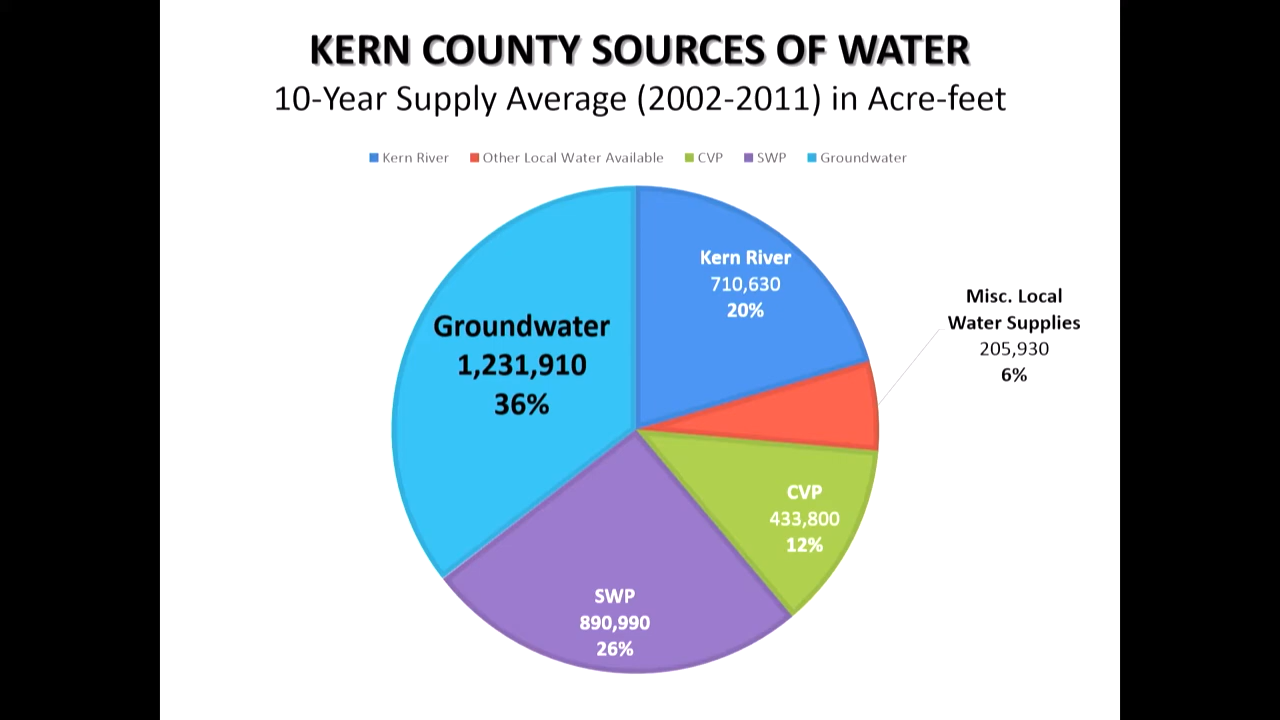 KERN COUNTY SOURCES OF WATER
10-Year Supply Average (2002-2011) in Acre-feet
Kern River Other Local Water Available CVP SWP Groundwater
Kern River
710,630
20%
Misc. Local
Water Supplies
205,930
6%
Groundwater
1,231,910
36%
CVP
433,800
12%
SWP
890,990
26%